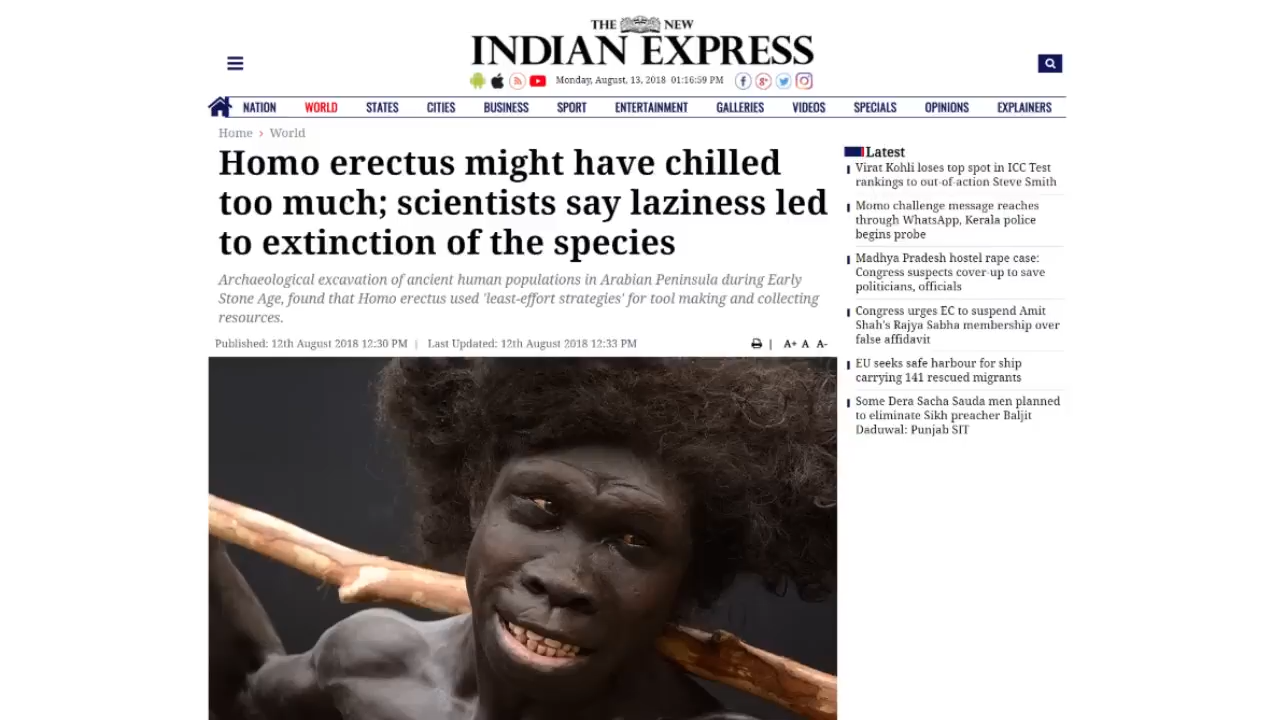 THE NEW
INDIAN EXPRESS
Monday, August, 13, 2018 01:16:59 PM
NATION WORLD STATES CITIES BUSINESS SPORT ENTERTAINMENT GALLERIES VIDEOS SPECIALS OPINIONS EXPLAINERS
Home › World
Homo erectus might have chilled
too much; scientists say laziness led
to extinction of the species
Archaeological excavation of ancient human populations in Arabian Peninsula during Early
Stone Age, found that Homo erectus used 'least-effort strategies' for tool making and collecting
resources.
Published: 12th August 2018 12:30 PM | Last Updated: 12th August 2018 12:33 PM | A+ A A-
Latest
Virat Kohli loses top spot in ICC Test
rankings to out-of-action Steve Smith
Momo challenge message reaches
through WhatsApp, Kerala police
begins probe
Madhya Pradesh hostel rape case:
Congress suspects cover-up to save
politicians, officials
Congress urges EC to suspend Amit
Shah's Rajya Sabha membership over
false affidavit
EU seeks safe harbour for ship
carrying 141 rescued migrants
Some Dera Sacha Sauda men planned
to eliminate Sikh preacher Baljit
Daduwal: Punjab SIT